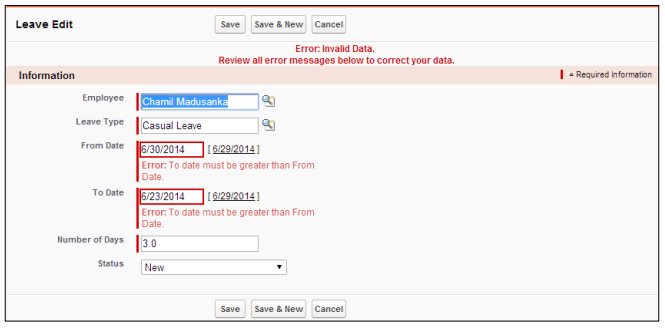 Leave Edit
Save Save & New Cancel
Error: Invalid Data.
Review all error messages below to correct your data.
Information
= Required Information
Employee Chamil Madusanka
Leave Type Casual Leave
From Date 6/30/2014 [ 6/29/2014 ]
Error: To date must be greater than From
Date.
To Date 6/23/2014 [ 6/29/2014 ]
Error: To date must be greater than From
Date.
Number of Days 3.0
Status New
Save Save & New Cancel